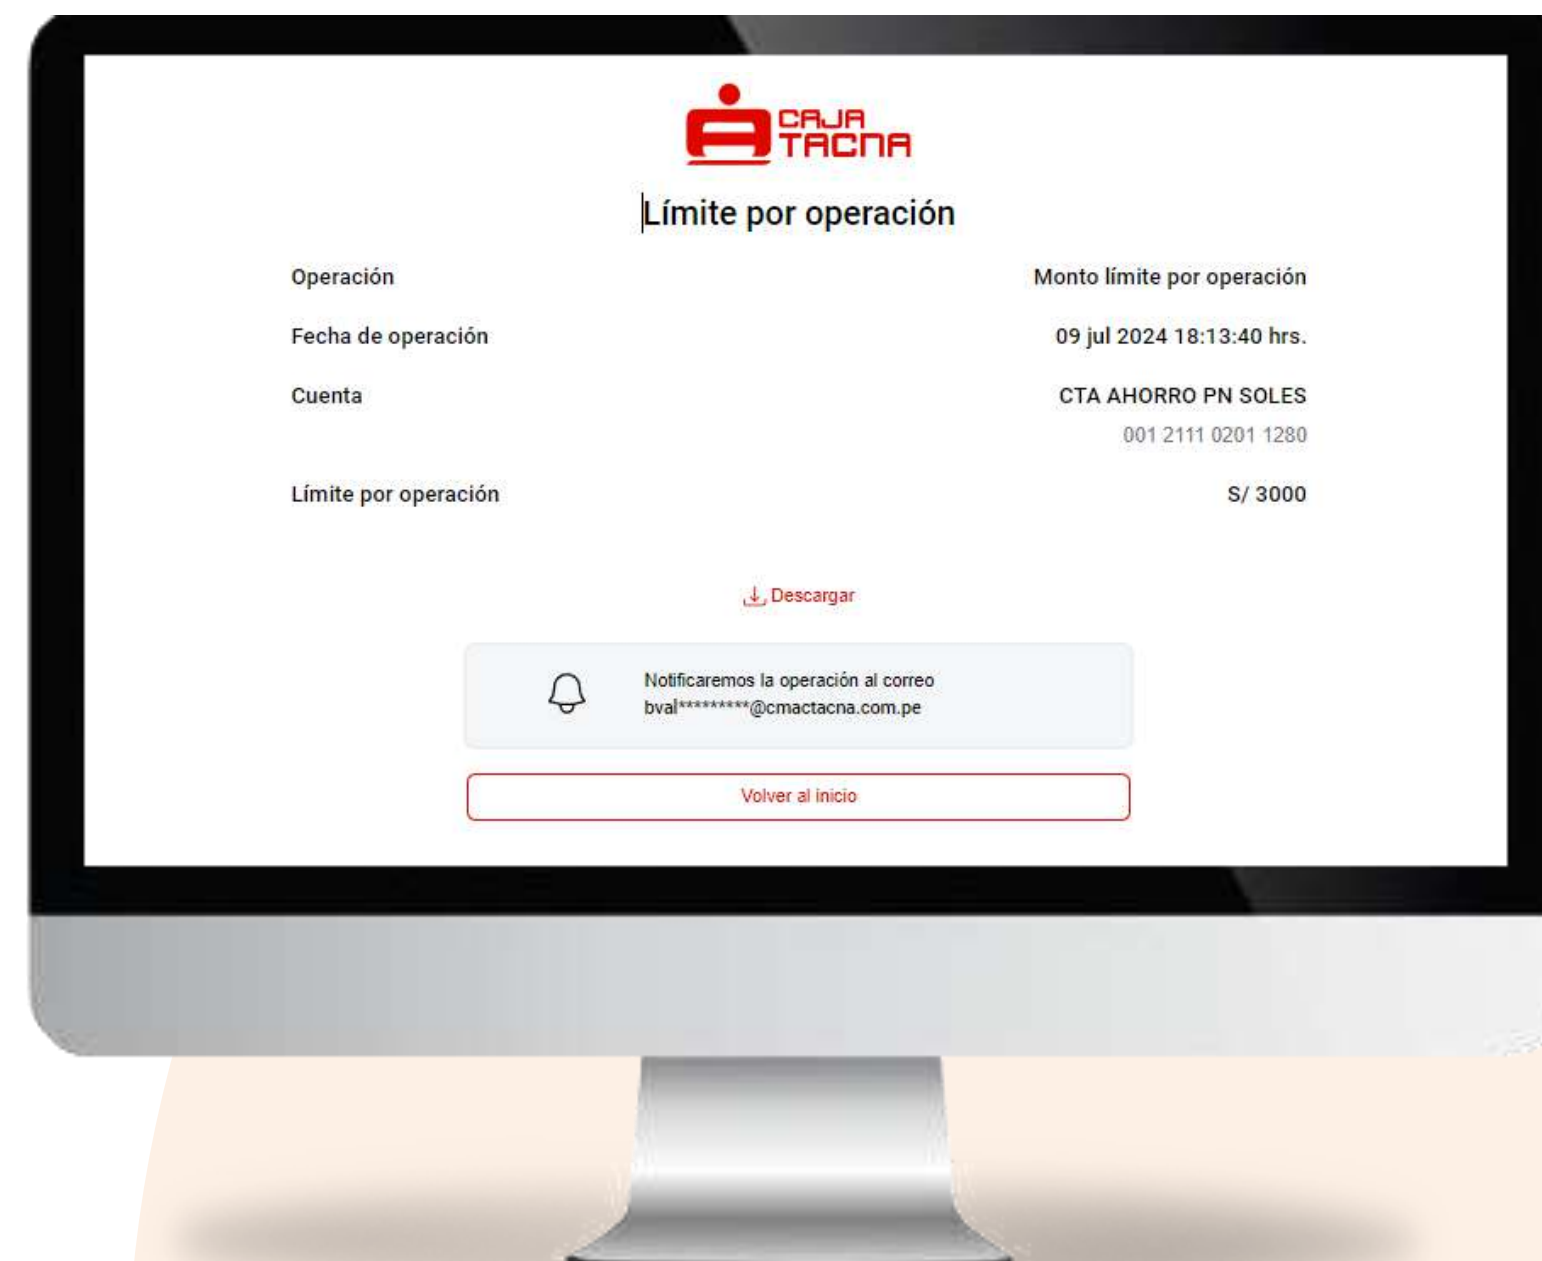 CAJA
TACNA
Límite por operación
Operación Monto límite por operación
Fecha de operación 09 jul 2024 18:13:40 hrs.
Cuenta CTA AHORRO PN SOLES
001 2111 0201 1280
Límite por operación S/ 3000
Descargar
Notificaremos la operación al correo
bval*********@cmactacna.com.pe
Volver al inicio